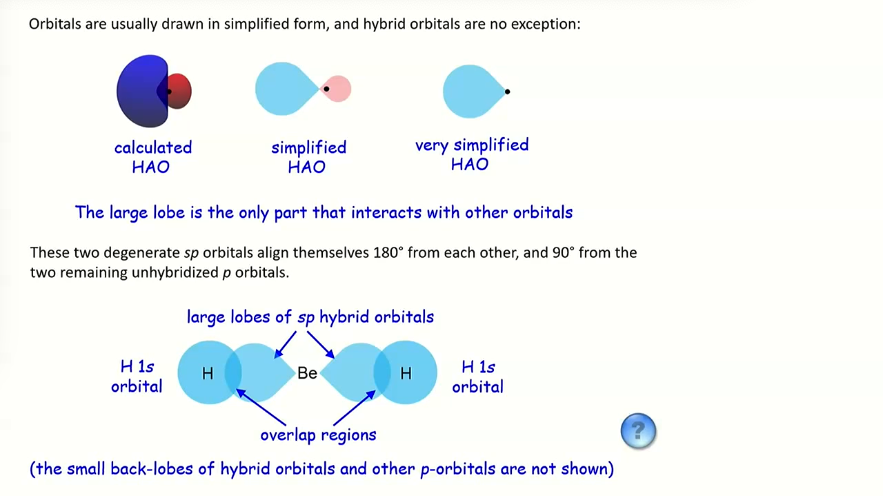 Orbitals are usually drawn in simplified form, and hybrid orbitals are no exception:
calculated
HAO
simplified
HAO
very simplified
HAO
The large lobe is the only part that interacts with other orbitals
These two degenerate sp orbitals align themselves 180° from each other, and 90° from the
two remaining unhybridized p orbitals.
large lobes of sp hybrid orbitals
H 1s
orbital
H
Be
H
H 1s
orbital
overlap regions
?
(the small back-lobes of hybrid orbitals and other p-orbitals are not shown)